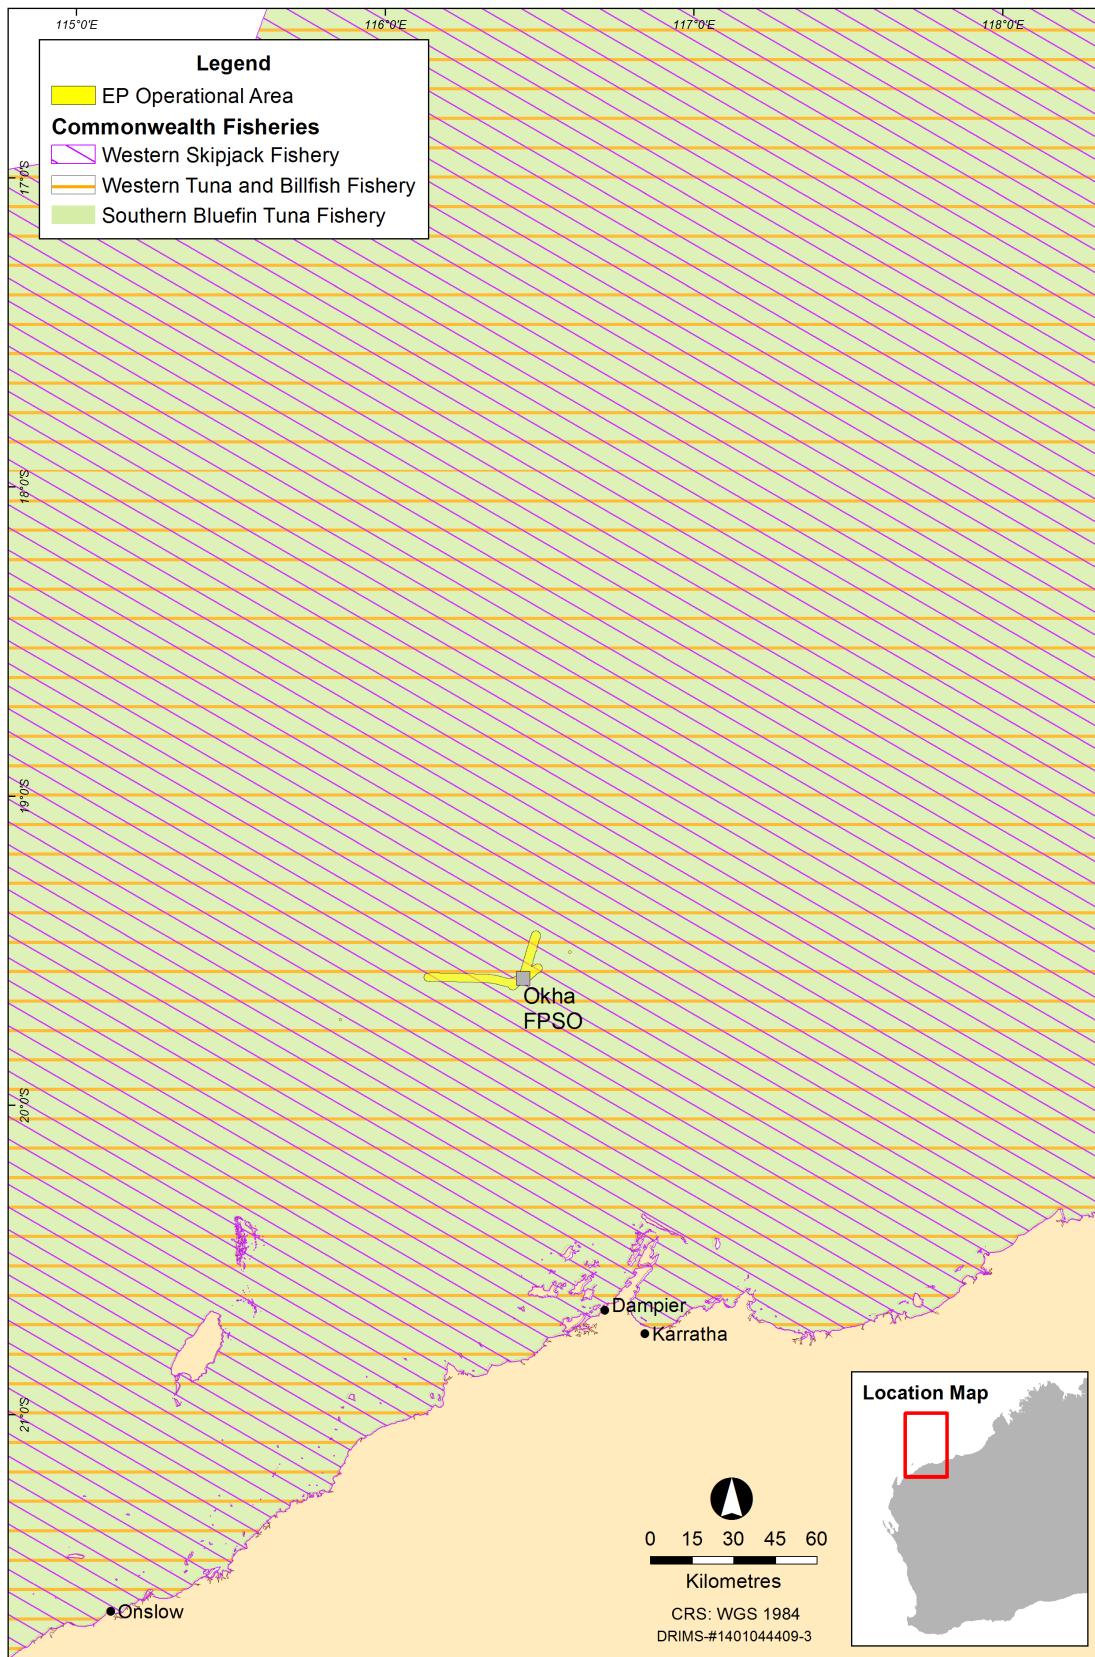 115°0'E
116°0'E
117°0'E
118°0'E
Legend
EP Operational Area
Commonwealth Fisheries
Western Skipjack Fishery
Western Tuna and Billfish Fishery
Southern Bluefin Tuna Fishery
17°0'S
18°0'S
19°0'S
Okha
FPSO
20°0'S
Dampier
Karratha
21°0'S
Location Map
0 15 30 45 60
Kilometres
CRS: WGS 1984
DRIMS-#1401044409-3
Onslow